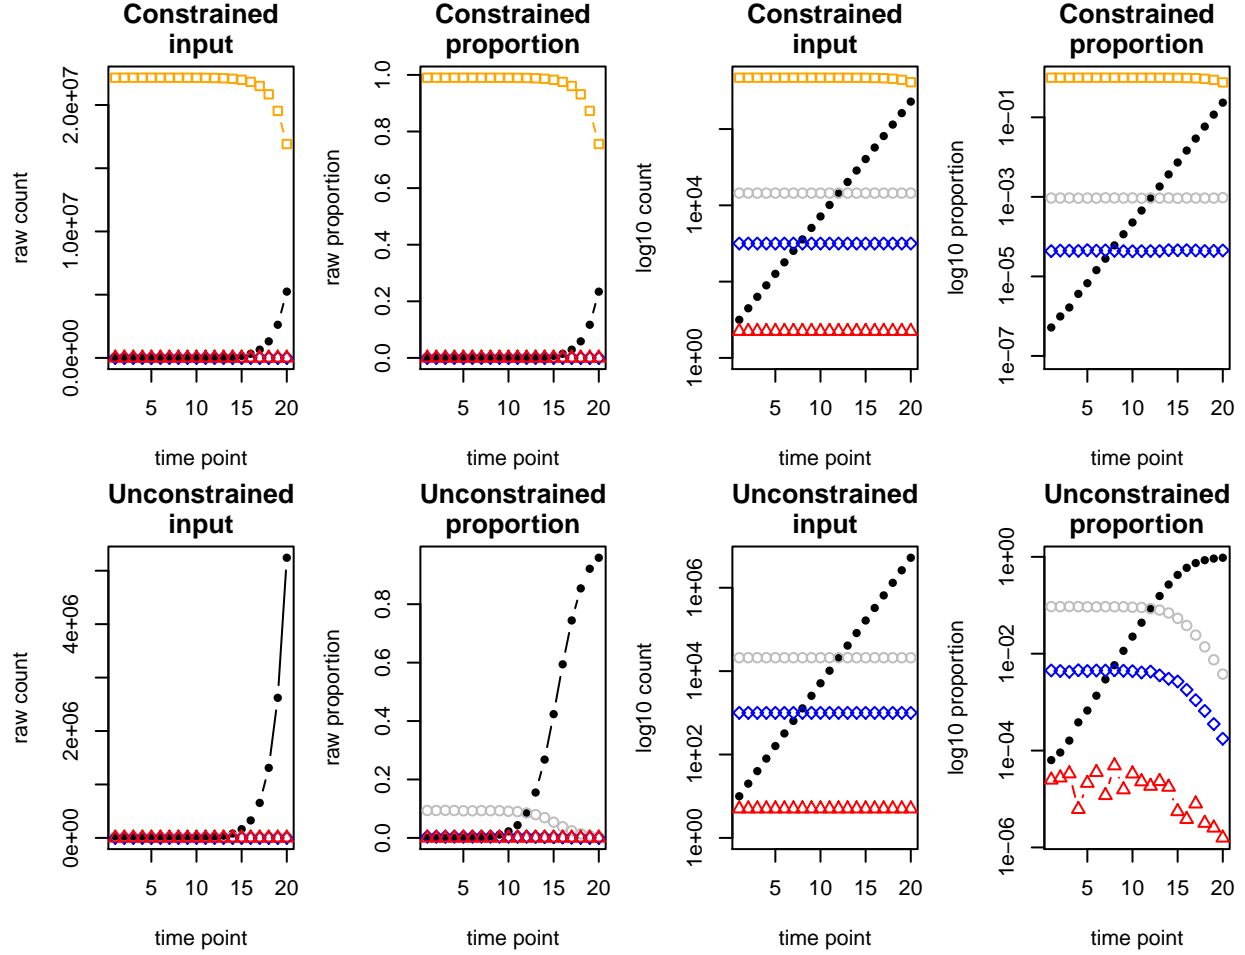 Constrained
input
raw count
0.0e+00
1.0e+07
2.0e+07
5 10 15 20
time point
Constrained
proportion
raw proportion
0.0 0.2 0.4 0.6 0.8 1.0
5 10 15 20
time point
Constrained
input
log10 count
1e+00 1e+04
5 10 15 20
time point
Constrained
proportion
log10 proportion
1e-07 1e-05 1e-03 1e-01
5 10 15 20
time point
Unconstrained
input
raw count
0e+00 2e+06 4e+06
5 10 15 20
time point
Unconstrained
proportion
raw proportion
0.0 0.2 0.4 0.6 0.8
5 10 15 20
time point
Unconstrained
input
log10 count
1e+00 1e+02 1e+04 1e+06
5 10 15 20
time point
Unconstrained
proportion
log10 proportion
1e-06 1e-04 1e-02 1e+00
5 10 15 20
time point